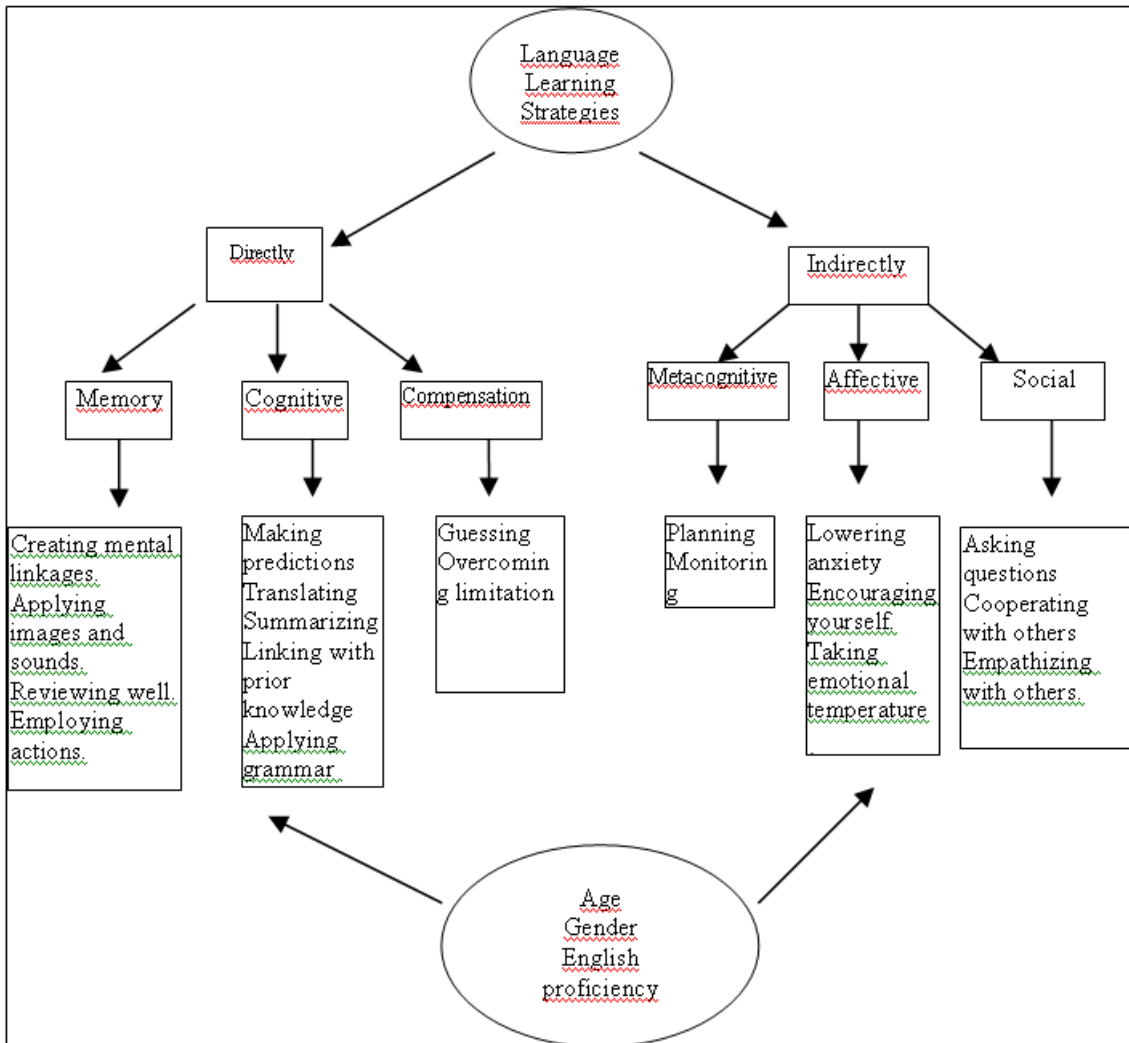 Language
Learning
Strategies
Directly
Indirectly
Memory
Cognitive
Compensation
Metacognitive
Affective
Social
Creating mental
linkages.
Applying
images and
sounds.
Reviewing well.
Employing
actions.
Making
predictions
Translating
Summarizing
Linking with
prior
knowledge
Applying
grammar
Guessing
Overcomin
g limitation
Planning
Monitorin
g
Lowering
anxiety
Encouraging
yourself.
Taking
emotional
temperature
.
Asking
questions
Cooperating
with others
Empathizing
with others.
Age
Gender
English
proficiency